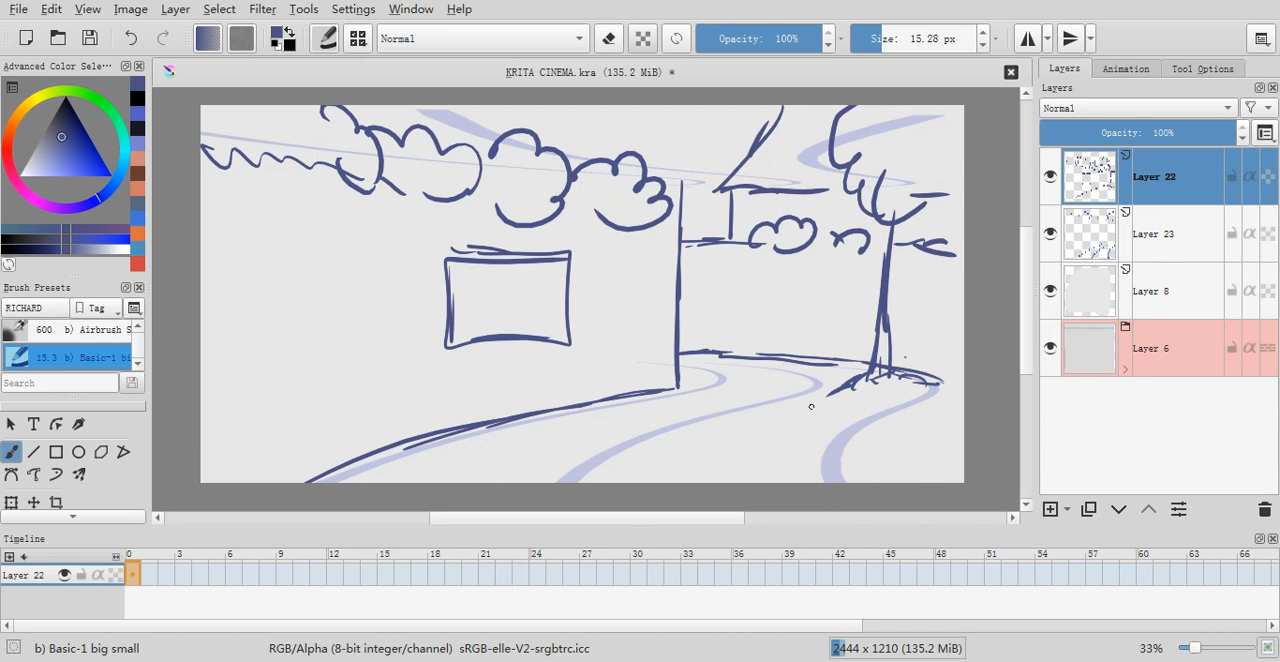 File Edit View Image Layer Select Filter Tools Settings Window Help
Normal Opacity: 100% Size: 15.28 px
Advanced Color Sele··· KRITA CINEMA.kra (135.2 MiB) * Layers Animation Tool Options
Layers
Normal
Opacity: 100%
Layer 22
Layer 23
Layer 8
Layer 6
Brush Presets
RICHARD Tag
600 b) Airbrush S
15.3 b) Basic-1 bi
Search
Timeline
0 3 6 9 12 15 18 21 24 27 30 33 36 39 42 45 48 51 54 57 60 63 66
Layer 22
b) Basic-1 big small RGB/Alpha (8-bit integer/channel) sRGB-elle-V2-srgbtrc.icc 2444 x 1210 (135.2 MiB) 33%